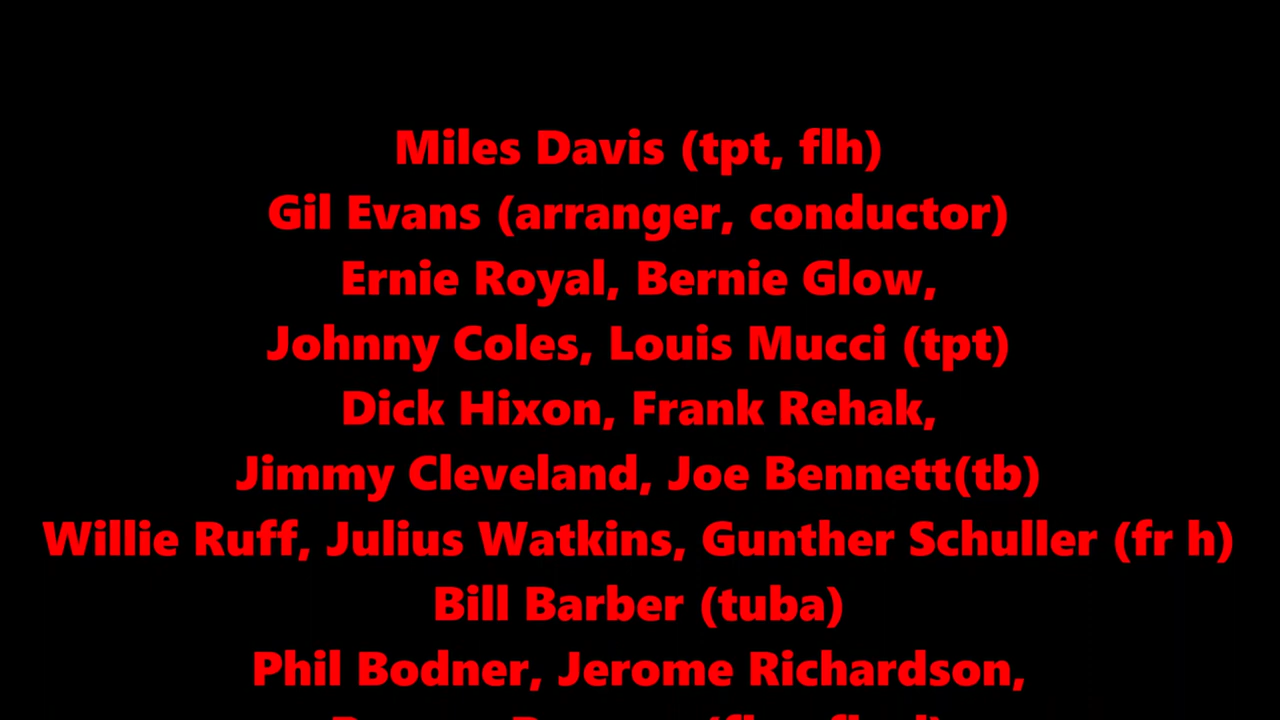 Miles Davis (tpt, flh)
Gil Evans (arranger, conductor)
Ernie Royal, Bernie Glow,
Johnny Coles, Louis Mucci (tpt)
Dick Hixon, Frank Rehak,
Jimmy Cleveland, Joe Bennett(tb)
Willie Ruff, Julius Watkins, Gunther Schuller (fr h)
Bill Barber (tuba)
Phil Bodner, Jerome Richardson,